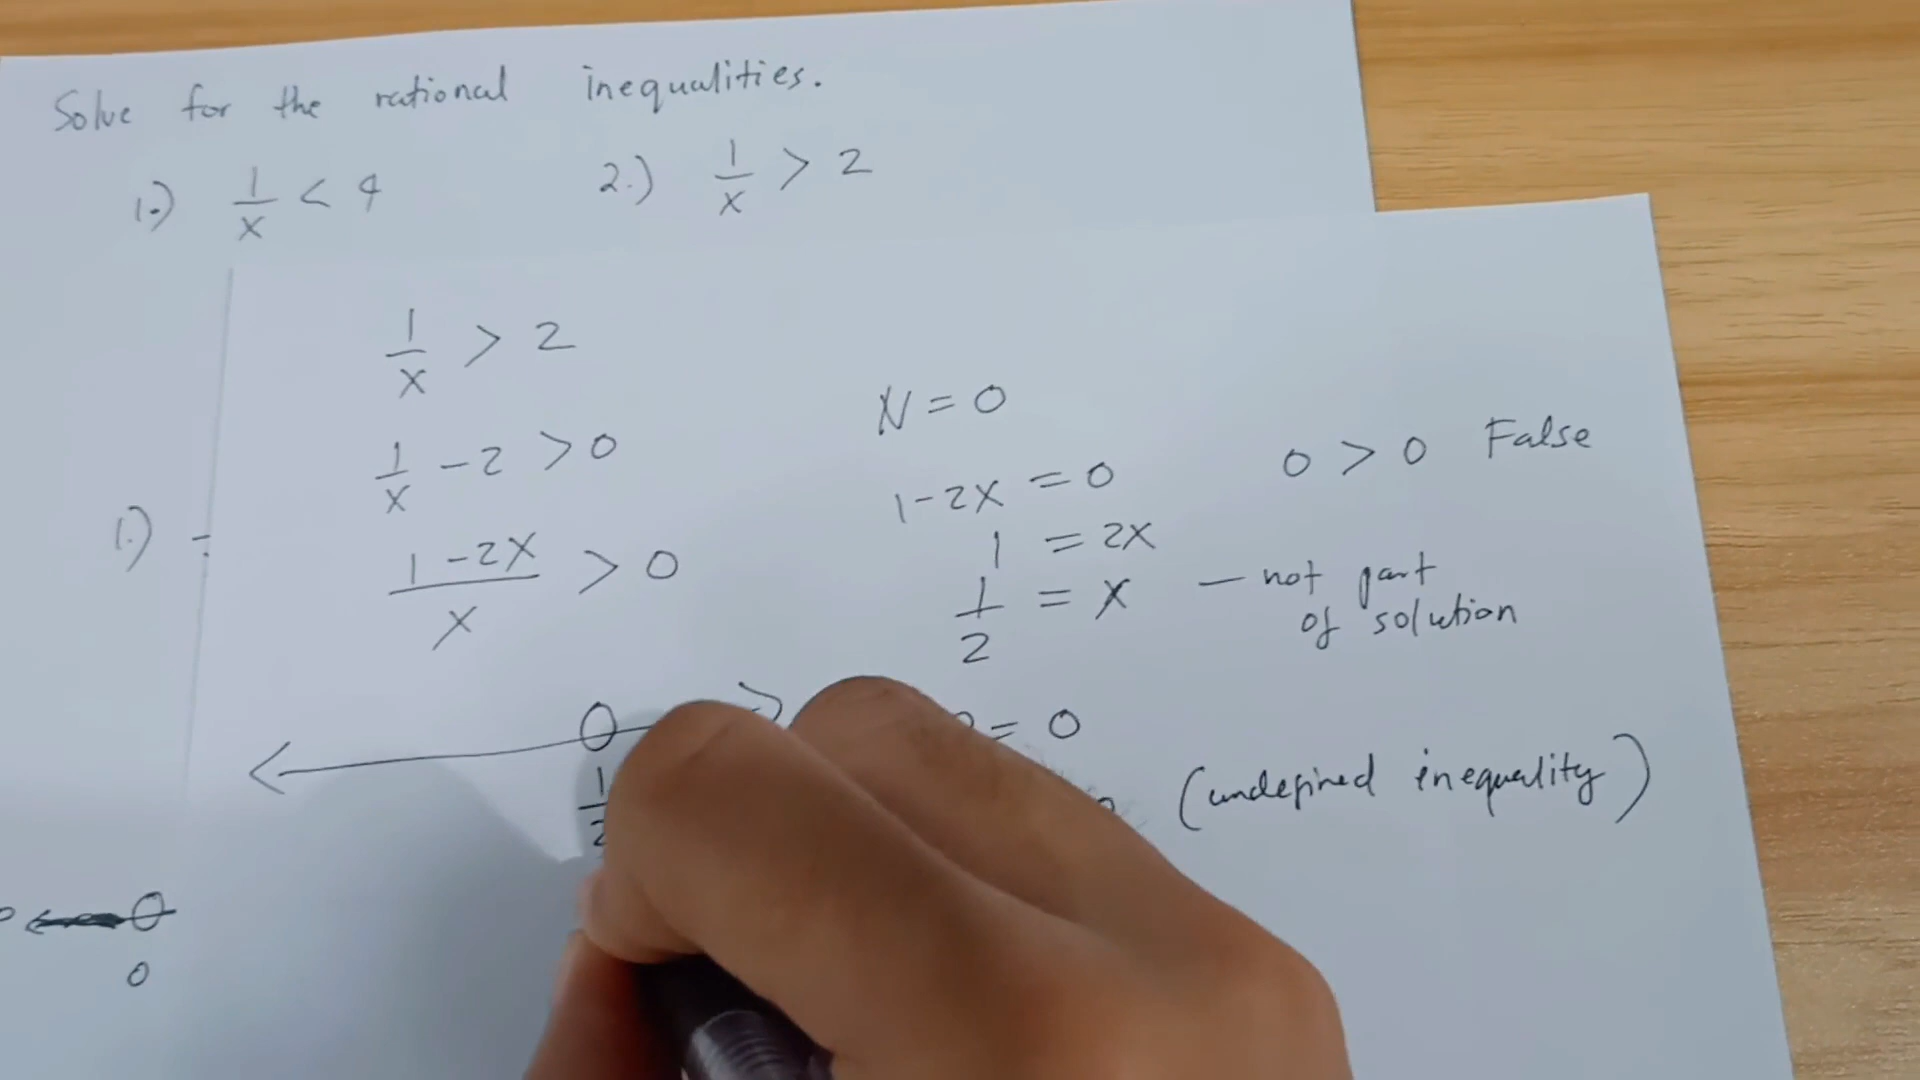 Solve for the rational inequalities.
1.) 1/x < 4
2.) 1/x > 2
1/x > 2
1/x - 2 > 0
1.) -
(1-2x)/x > 0
N = 0
1-2x = 0
1 = 2x
1/2 = x — not part
of solution
0 > 0 False
= 0
(undefined inequality)
0
1/2